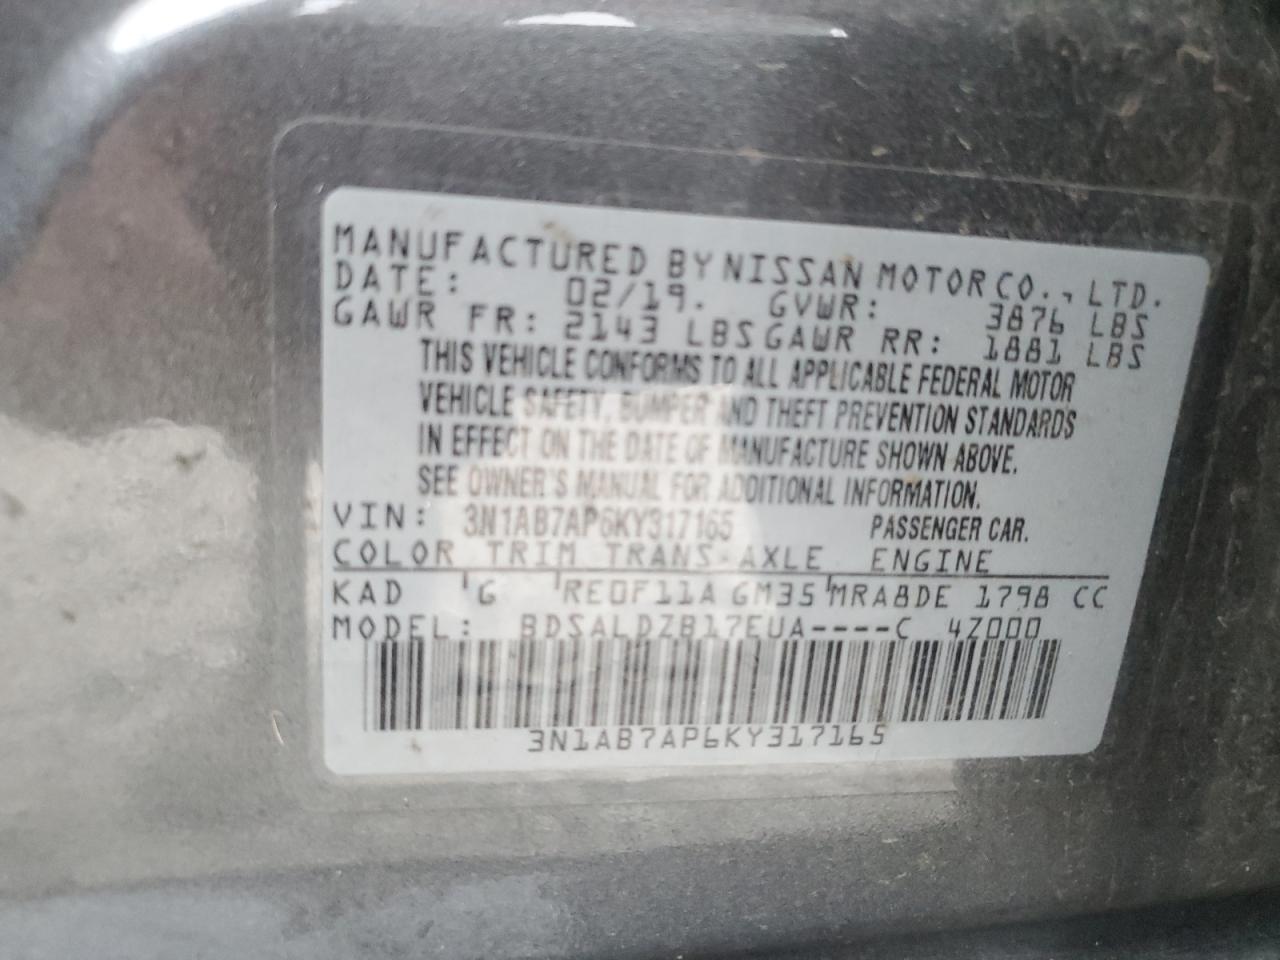 MANUFACTURED BY NISSAN MOTOR CO., LTD.
DATE: 02/19. GVWR: 3876 LBS
GAWR FR: 2143 LBS GAWR RR: 1881 LBS
THIS VEHICLE CONFORMS TO ALL APPLICABLE FEDERAL MOTOR
VEHICLE SAFETY, BUMPER AND THEFT PREVENTION STANDARDS
IN EFFECT ON THE DATE OF MANUFACTURE SHOWN ABOVE.
SEE OWNER'S MANUAL FOR ADDITIONAL INFORMATION.
VIN: 3N1AB7AP6KY317165 PASSENGER CAR.
COLOR TRIM TRANS-AXLE ENGINE
KAD G RE0F11A GM35 MRA8DE 1798 CC
MODEL: BDSALDZB17EUA----C 4Z000
3N1AB7AP6KY317165